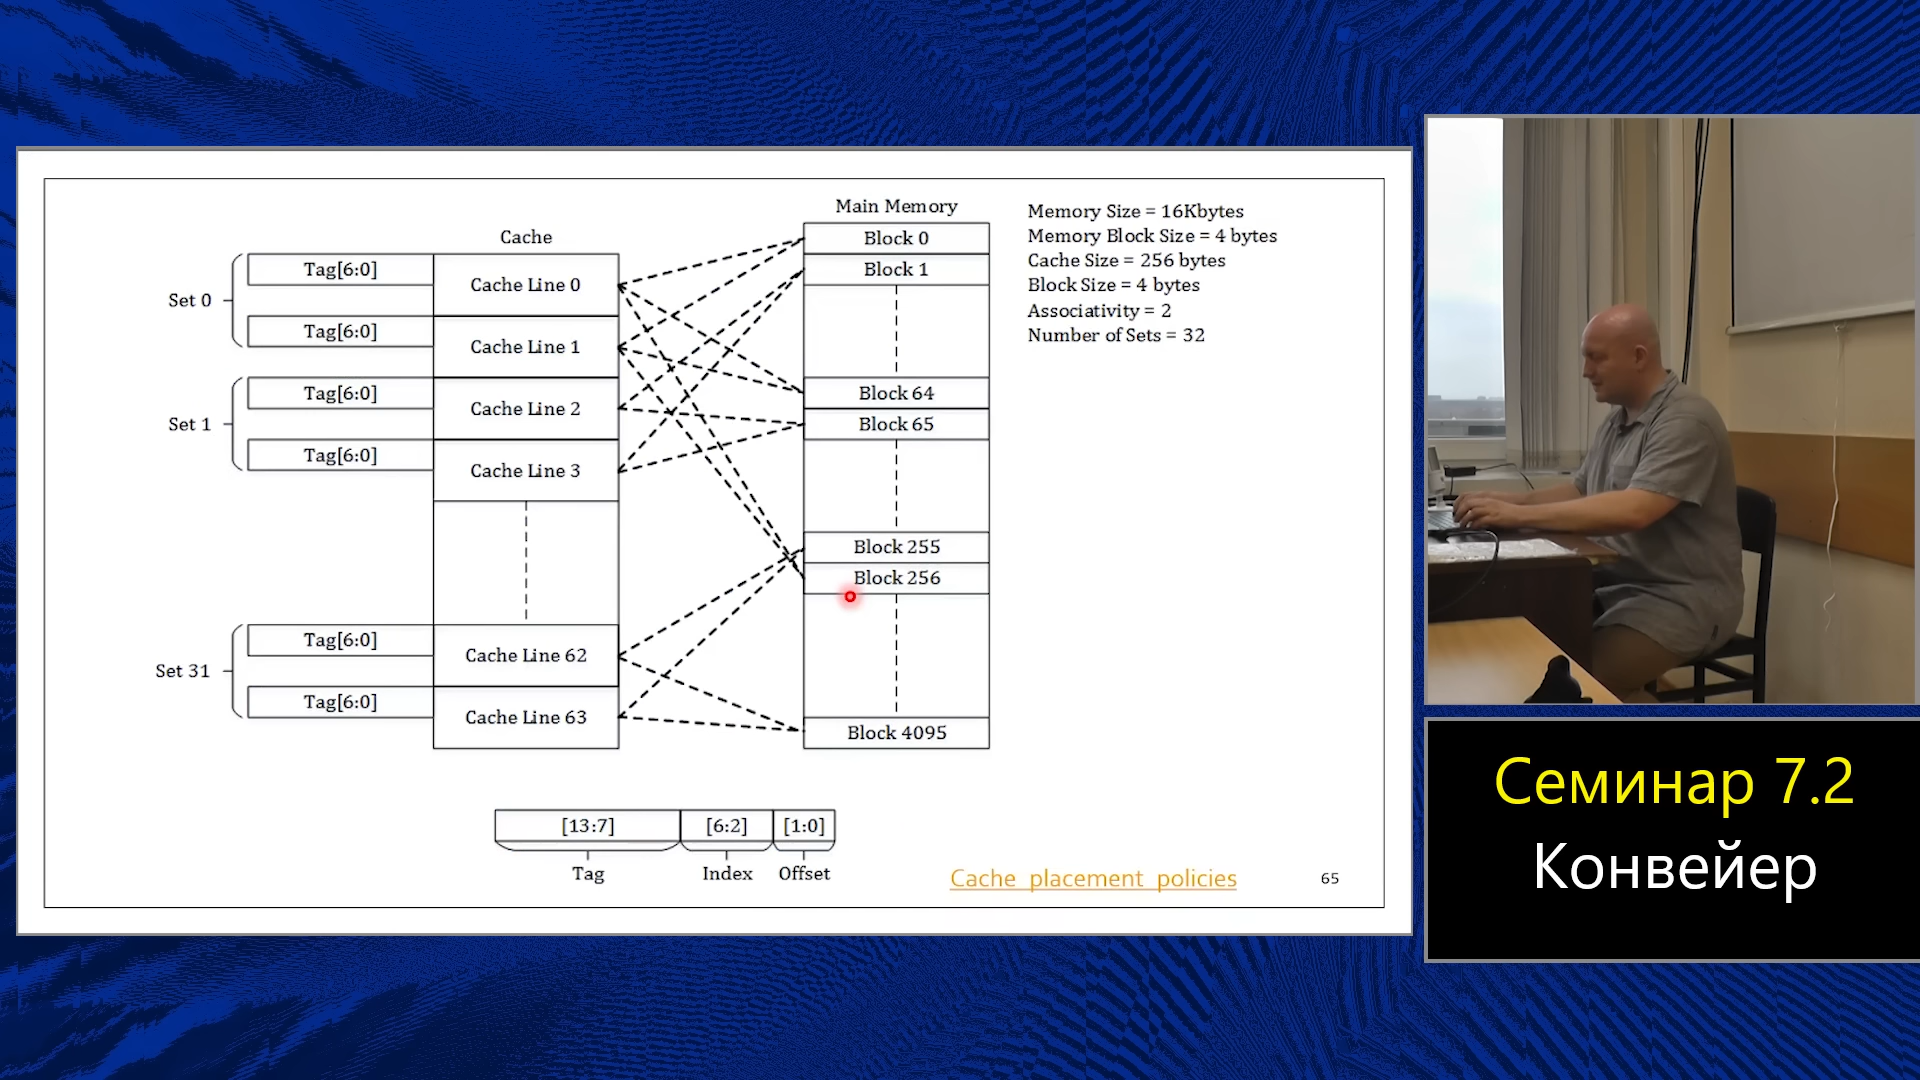 Main Memory
Cache
Set 0
Tag[6:0]
Cache Line 0
Tag[6:0]
Cache Line 1
Set 1
Tag[6:0]
Cache Line 2
Tag[6:0]
Cache Line 3
Set 31
Tag[6:0]
Cache Line 62
Tag[6:0]
Cache Line 63
Block 0
Block 1
Block 64
Block 65
Block 255
Block 256
Block 4095
Memory Size = 16Kbytes
Memory Block Size = 4 bytes
Cache Size = 256 bytes
Block Size = 4 bytes
Associativity = 2
Number of Sets = 32
[13:7] [6:2] [1:0]
Tag Index Offset
Cache placement policies
65
Семинар 7.2
Конвейер